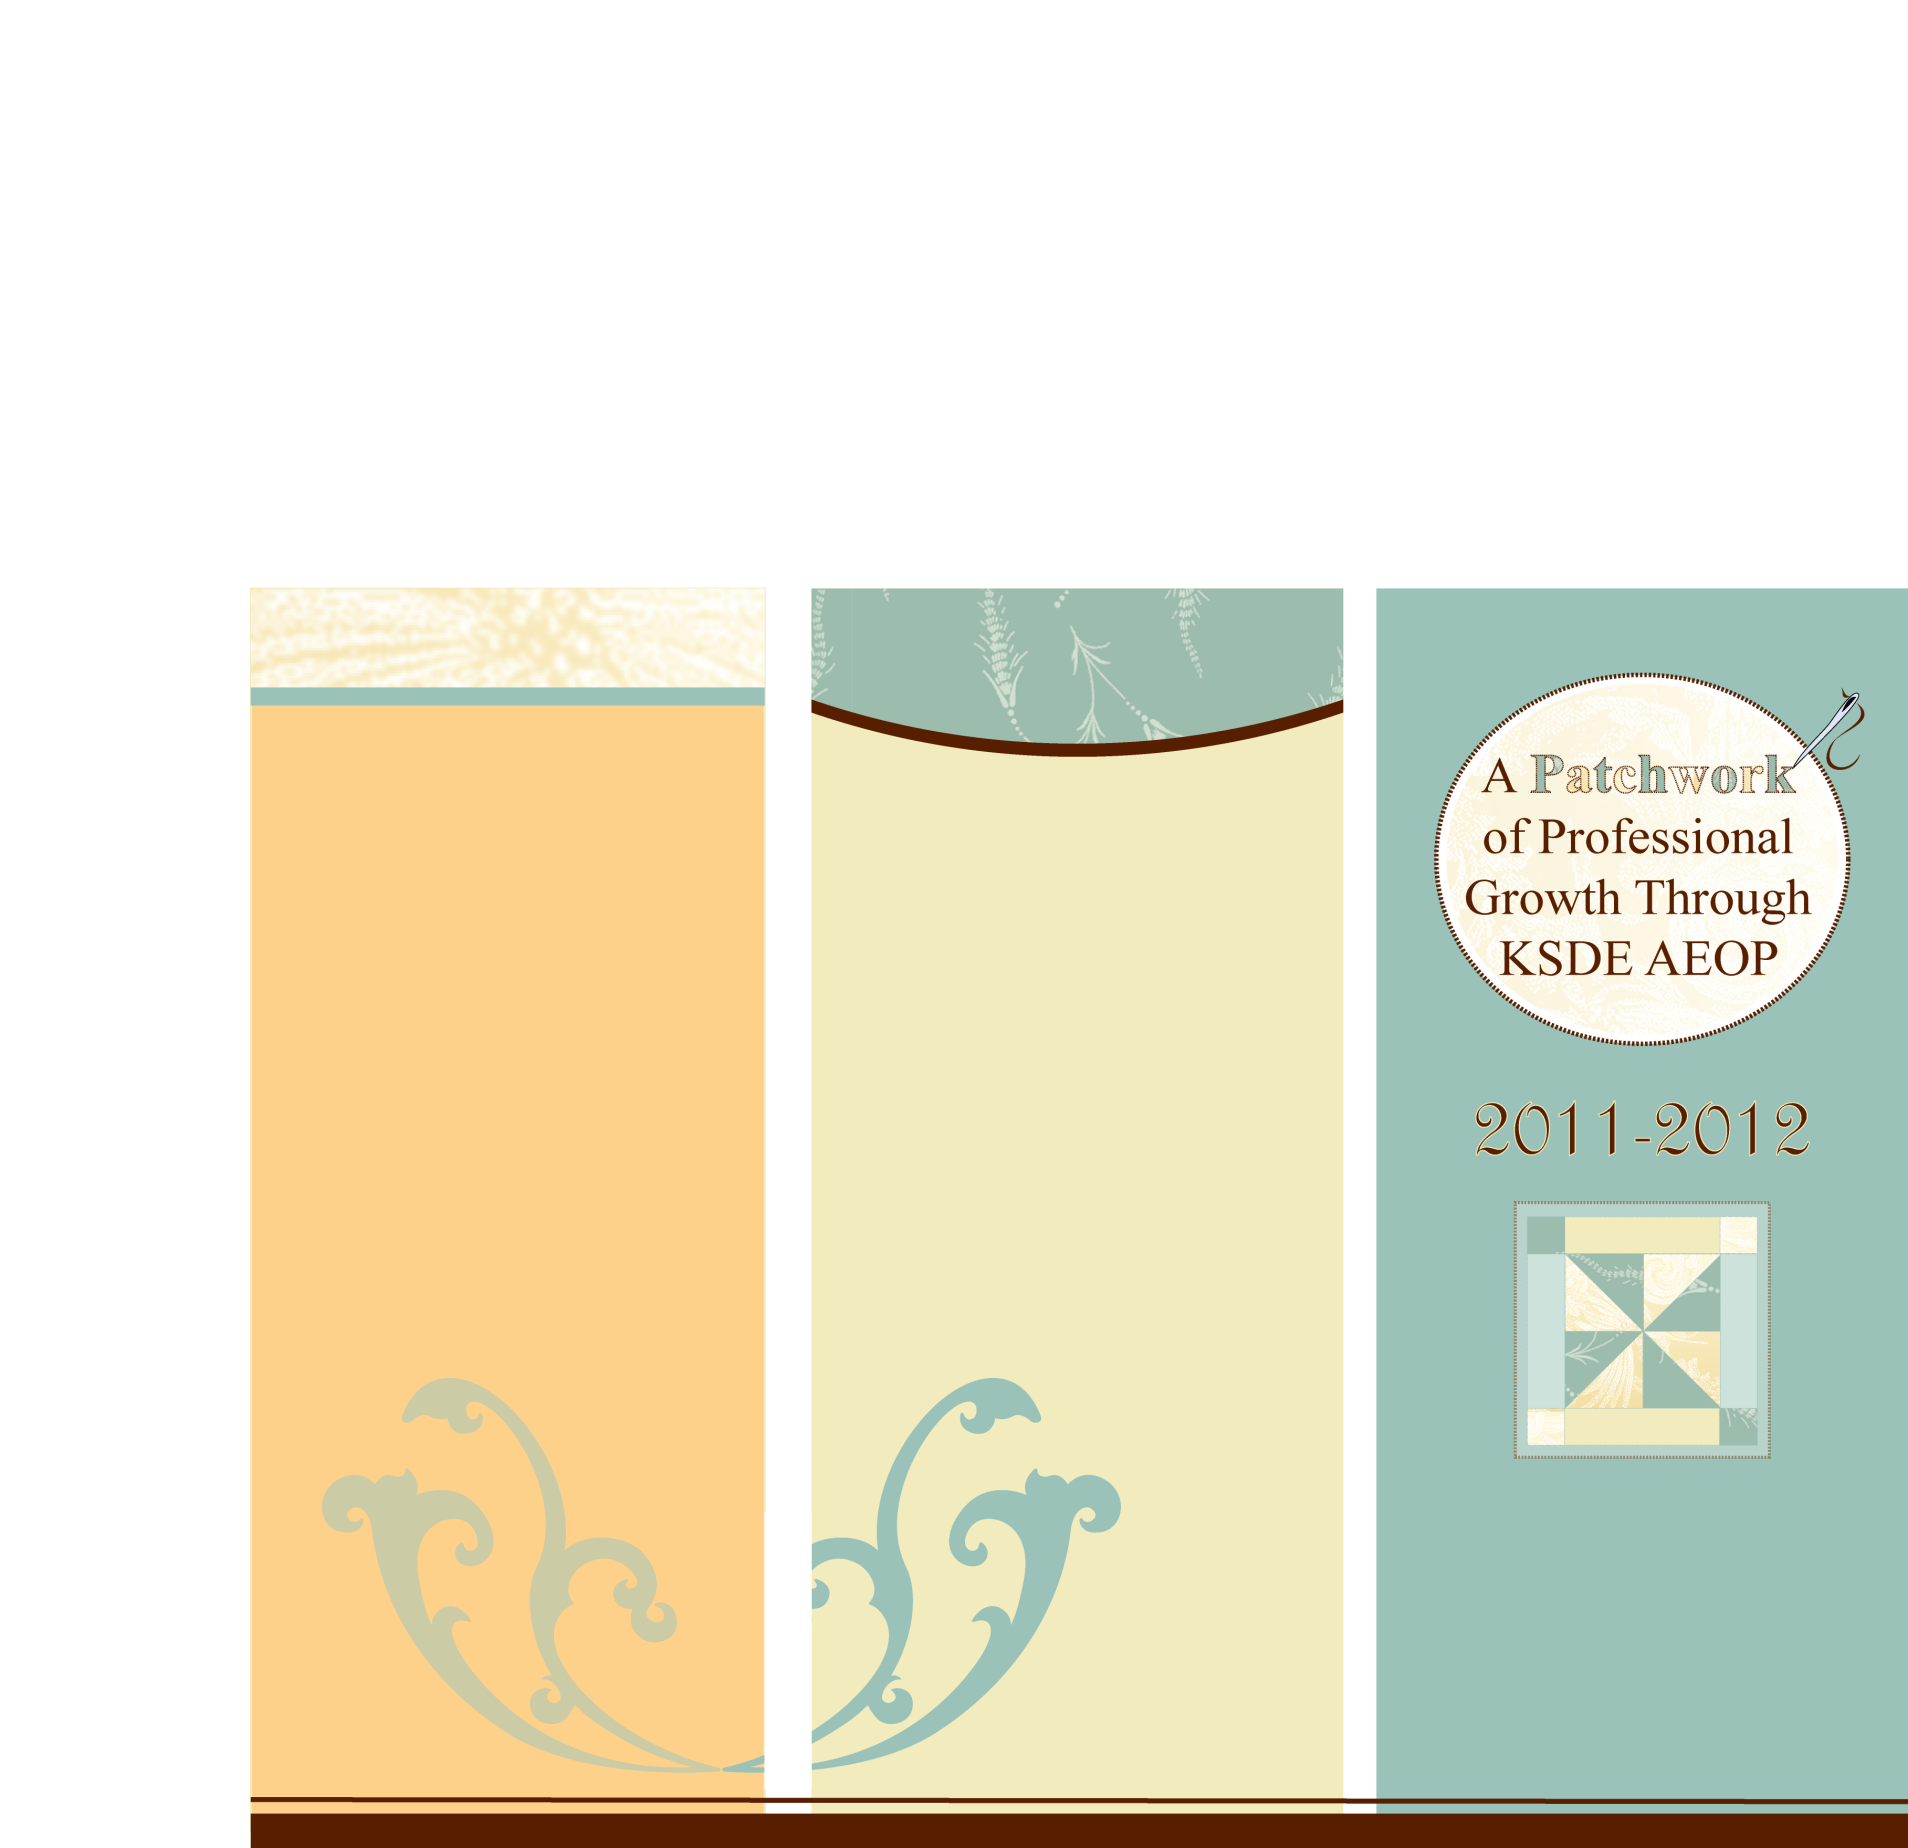 A Patchwork
of Professional
Growth Through
KSDE AEOP
2011-2012